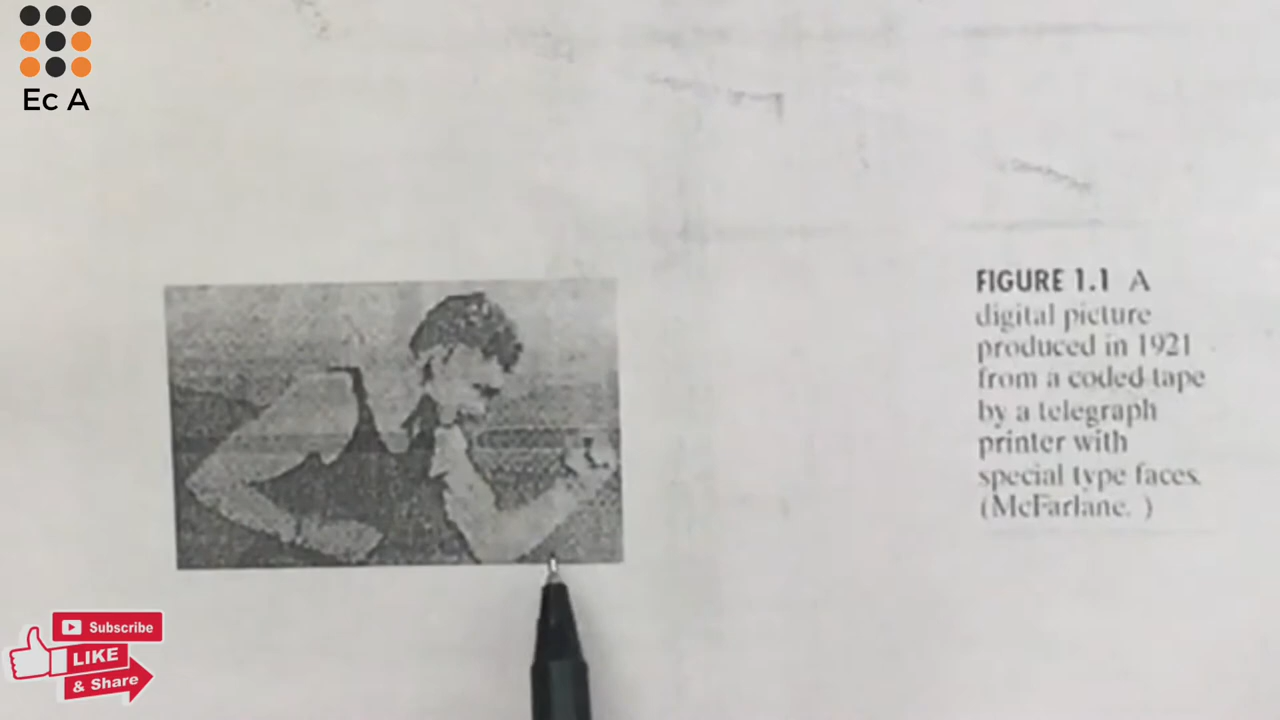 Ec A
FIGURE 1.1 A
digital picture
produced in 1921
from a coded tape
by a telegraph
printer with
special type faces.
(McFarlane. )
Subscribe
LIKE
& Share